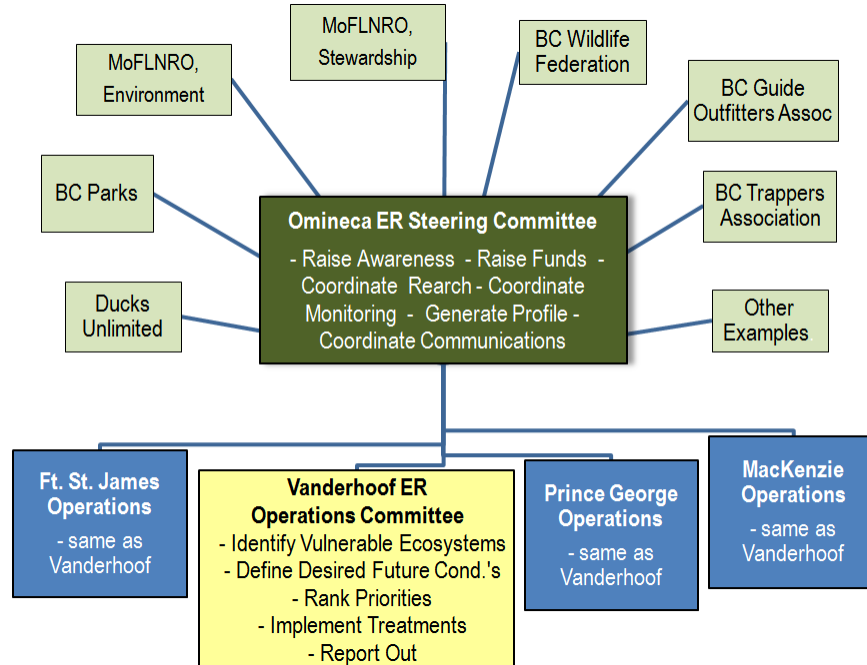 MoFLNRO,
Environment
MoFLNRO,
Stewardship
BC Wildlife
Federation
BC Guide
Outfitters Assoc
BC Parks
BC Trappers
Association
Ducks
Unlimited
Other
Examples
Omineca ER Steering Committee
- Raise Awareness - Raise Funds -
Coordinate Rearch - Coordinate
Monitoring - Generate Profile -
Coordinate Communications
Ft. St. James
Operations
- same as
Vanderhoof
Vanderhoof ER
Operations Committee
- Identify Vulnerable Ecosystems
- Define Desired Future Cond.'s
- Rank Priorities
- Implement Treatments
- Report Out
Prince George
Operations
- same as
Vanderhoof
MacKenzie
Operations
- same as
Vanderhoof